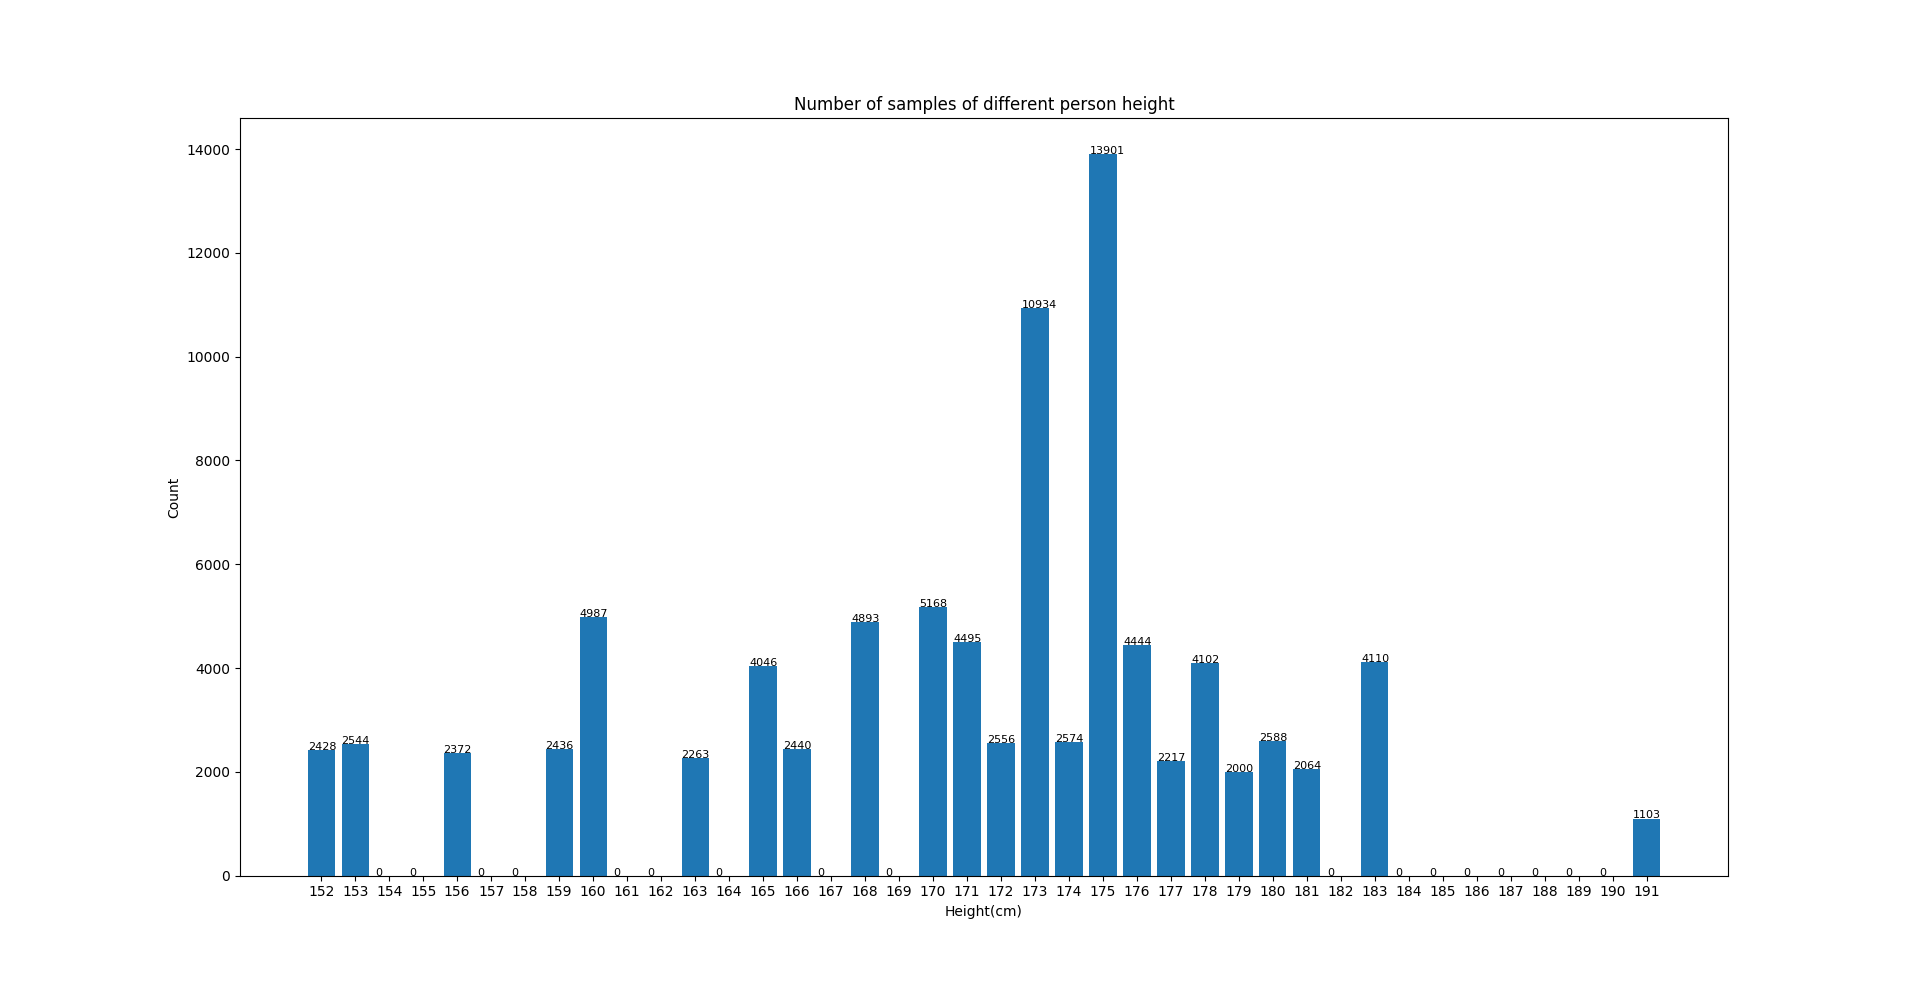 Number of samples of different person height
14000
12000
10000
8000
6000
4000
2000
0
Count
2428 2544 0 0 2372 0 0 2436 4987 0 0 2263 0 4046 2440 0 4893 0 5168 4495 2556 10934 2574 13901 4444 2217 4102 2000 2588 2064 0 4110 0 0 0 0 0 0 0 1103
152 153 154 155 156 157 158 159 160 161 162 163 164 165 166 167 168 169 170 171 172 173 174 175 176 177 178 179 180 181 182 183 184 185 186 187 188 189 190 191
Height(cm)